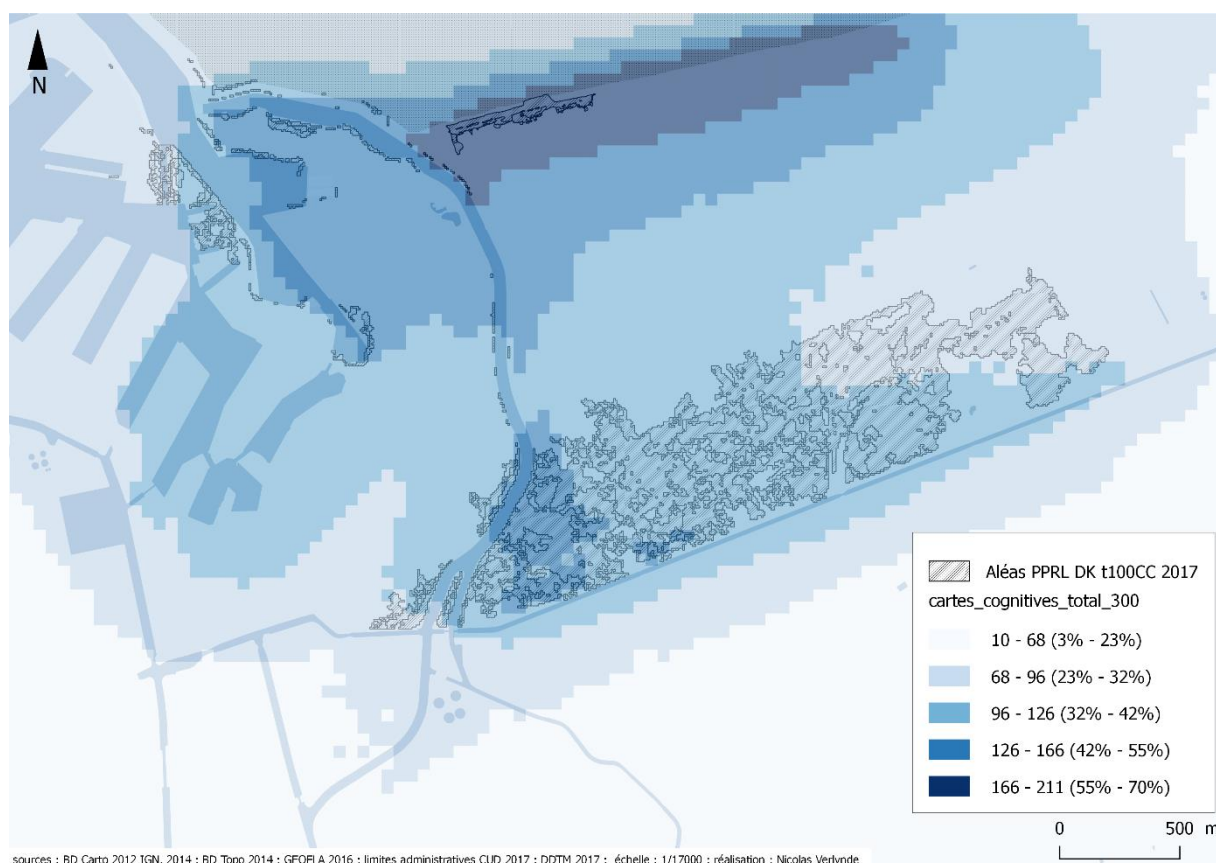 N
Aléas PPRL DK t100CC 2017
cartes_cognitives_total_300
10 - 68 (3% - 23%)
68 - 96 (23% - 32%)
96 - 126 (32% - 42%)
126 - 166 (42% - 55%)
166 - 211 (55% - 70%)
0 500 m
sources : BD Carto 2012 IGN, 2014 ; BD Topo 2014 ; GEOFLA 2016 ; limites administratives CUD 2017 ; DDTM 2017 ; échelle : 1/17000 ; réalisation : Nicolas Verlynde